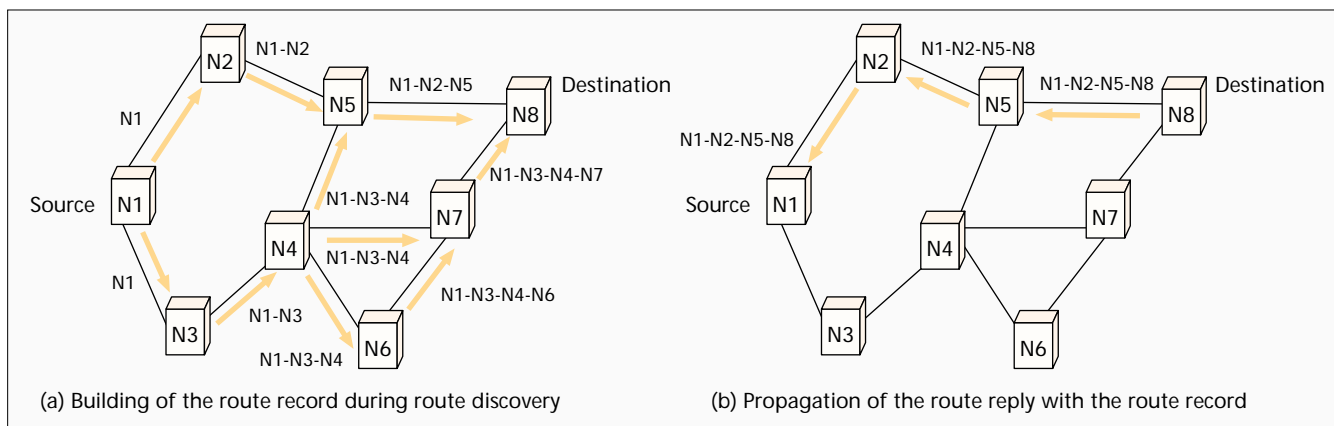 N2
N1-N2
N1-N2-N5
Destination
N5
N8
N1
N1-N3-N4-N7
Source
N1
N1-N3-N4
N7
N4
N1-N3-N4
N1
N1-N3-N4-N6
N3
N1-N3
N1-N3-N4
N6
(a) Building of the route record during route discovery
N2
N1-N2-N5-N8
N1-N2-N5-N8
Destination
N5
N8
N1-N2-N5-N8
Source
N1
N7
N4
N3
N6
(b) Propagation of the route reply with the route record